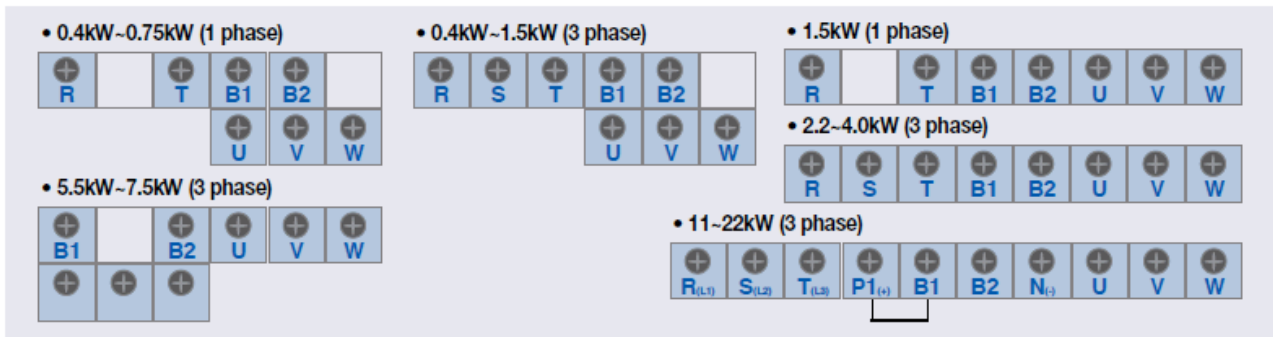 • 0.4kW~0.75kW (1 phase)
R T B1 B2
U V W
• 0.4kW~1.5kW (3 phase)
R S T B1 B2
U V W
• 1.5kW (1 phase)
R T B1 B2 U V W
• 2.2~4.0kW (3 phase)
R S T B1 B2 U V W
• 5.5kW~7.5kW (3 phase)
B1 B2 U V W
• 11~22kW (3 phase)
R(L1) S(L2) T(L3) P1(+) B1 B2 N(-) U V W